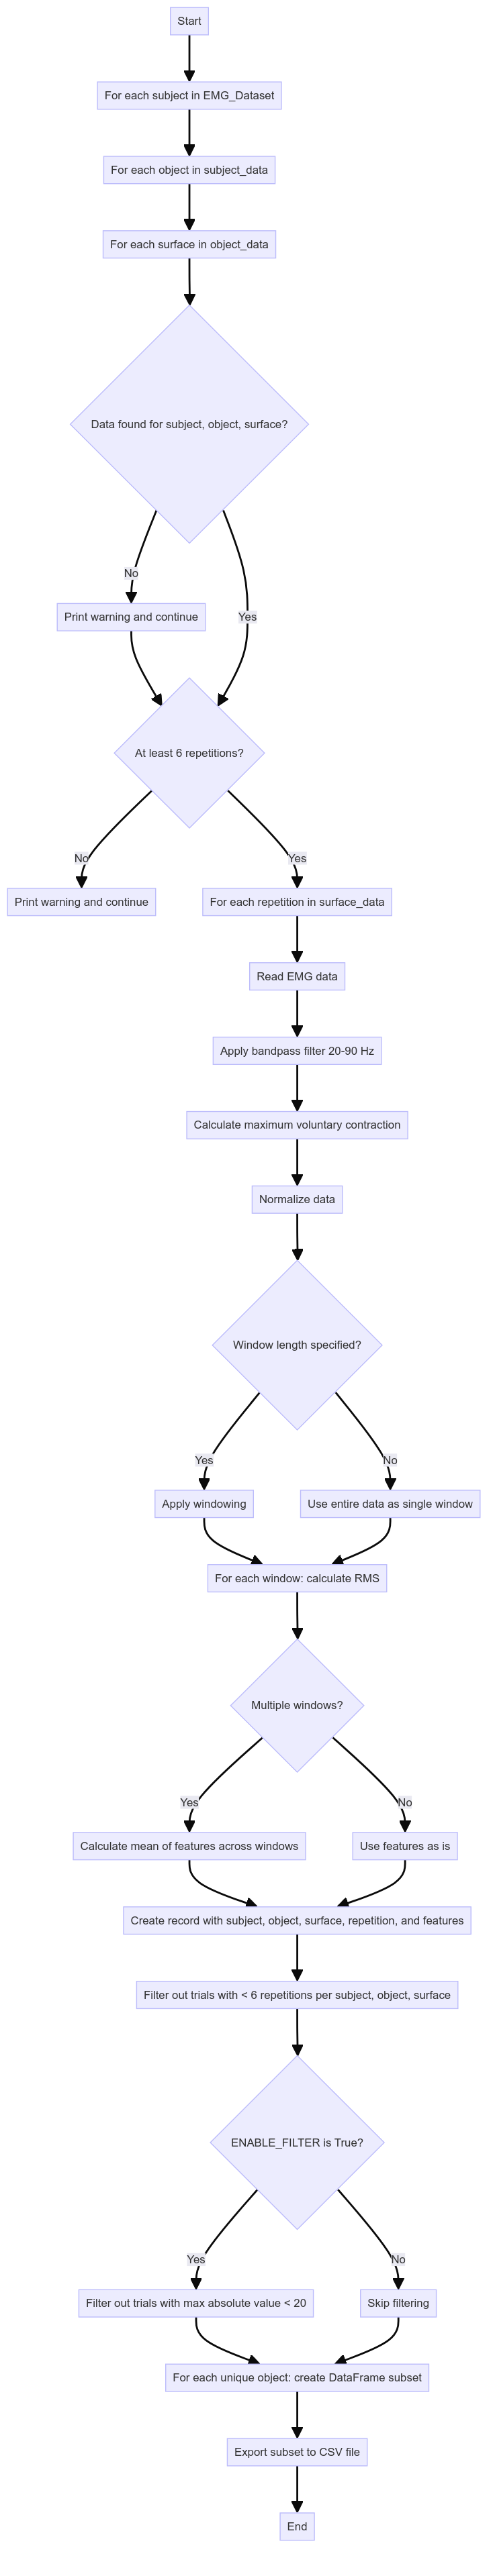 Start
For each subject in EMG_Dataset
For each object in subject_data
For each surface in object_data
Data found for subject, object, surface?
No
Print warning and continue
Yes
At least 6 repetitions?
No
Yes
Print warning and continue
For each repetition in surface_data
Read EMG data
Apply bandpass filter 20-90 Hz
Calculate maximum voluntary contraction
Normalize data
Window length specified?
Yes
No
Apply windowing
Use entire data as single window
For each window: calculate RMS
Multiple windows?
Yes
No
Calculate mean of features across windows
Use features as is
Create record with subject, object, surface, repetition, and features
Filter out trials with < 6 repetitions per subject, object, surface
ENABLE_FILTER is True?
Yes
No
Filter out trials with max absolute value < 20
Skip filtering
For each unique object: create DataFrame subset
Export subset to CSV file
End